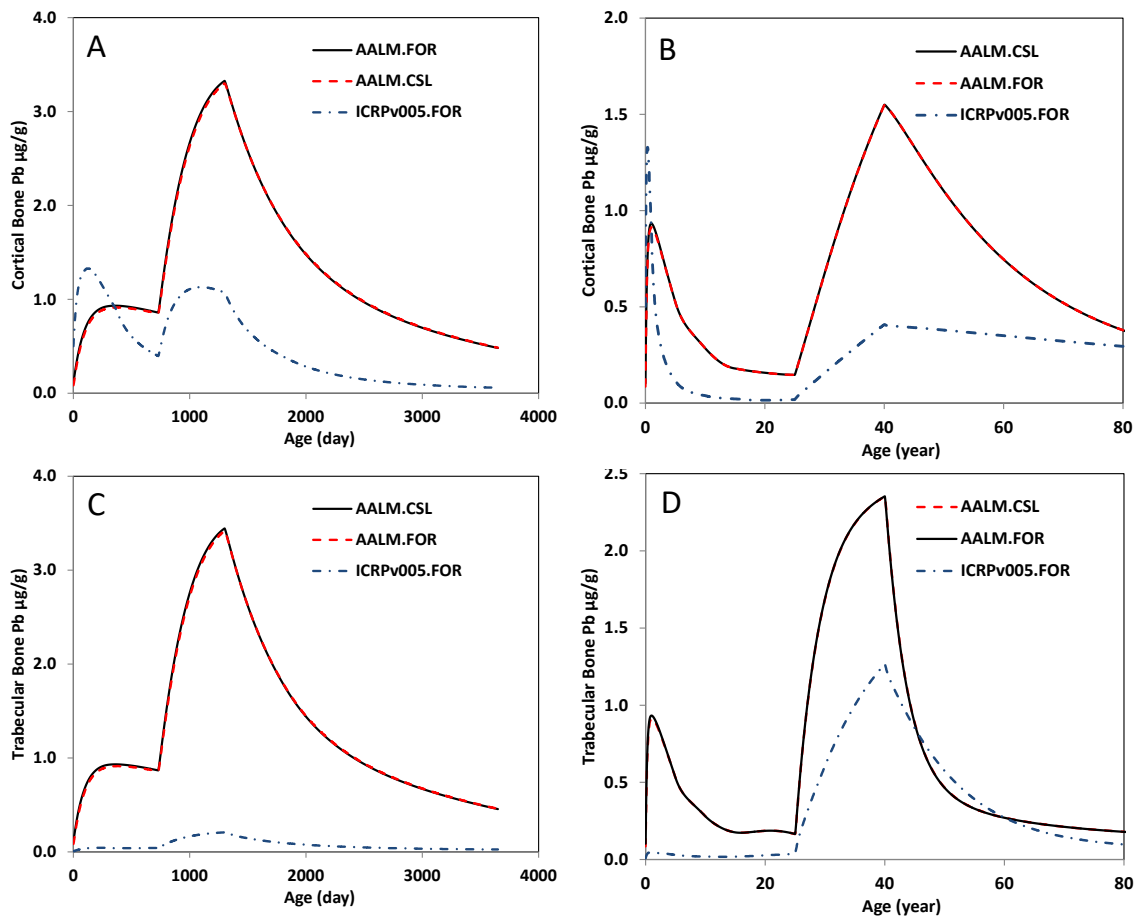 A
4.0
3.0
2.0
1.0
0.0
Cortical Bone Pb µg/g
AALM.FOR
AALM.CSL
ICRPv005.FOR
0
1000
2000
3000
4000
Age (day)
B
2.0
1.5
1.0
0.5
0.0
Cortical Bone Pb µg/g
AALM.CSL
AALM.FOR
ICRPv005.FOR
0
20
40
60
80
Age (year)
C
4.0
3.0
2.0
1.0
0.0
Trabecular Bone Pb µg/g
AALM.CSL
AALM.FOR
ICRPv005.FOR
0
1000
2000
3000
4000
Age (day)
D
2.5
2.0
1.5
1.0
0.5
0.0
Trabecular Bone Pb µg/g
AALM.CSL
AALM.FOR
ICRPv005.FOR
0
20
40
60
80
Age (year)